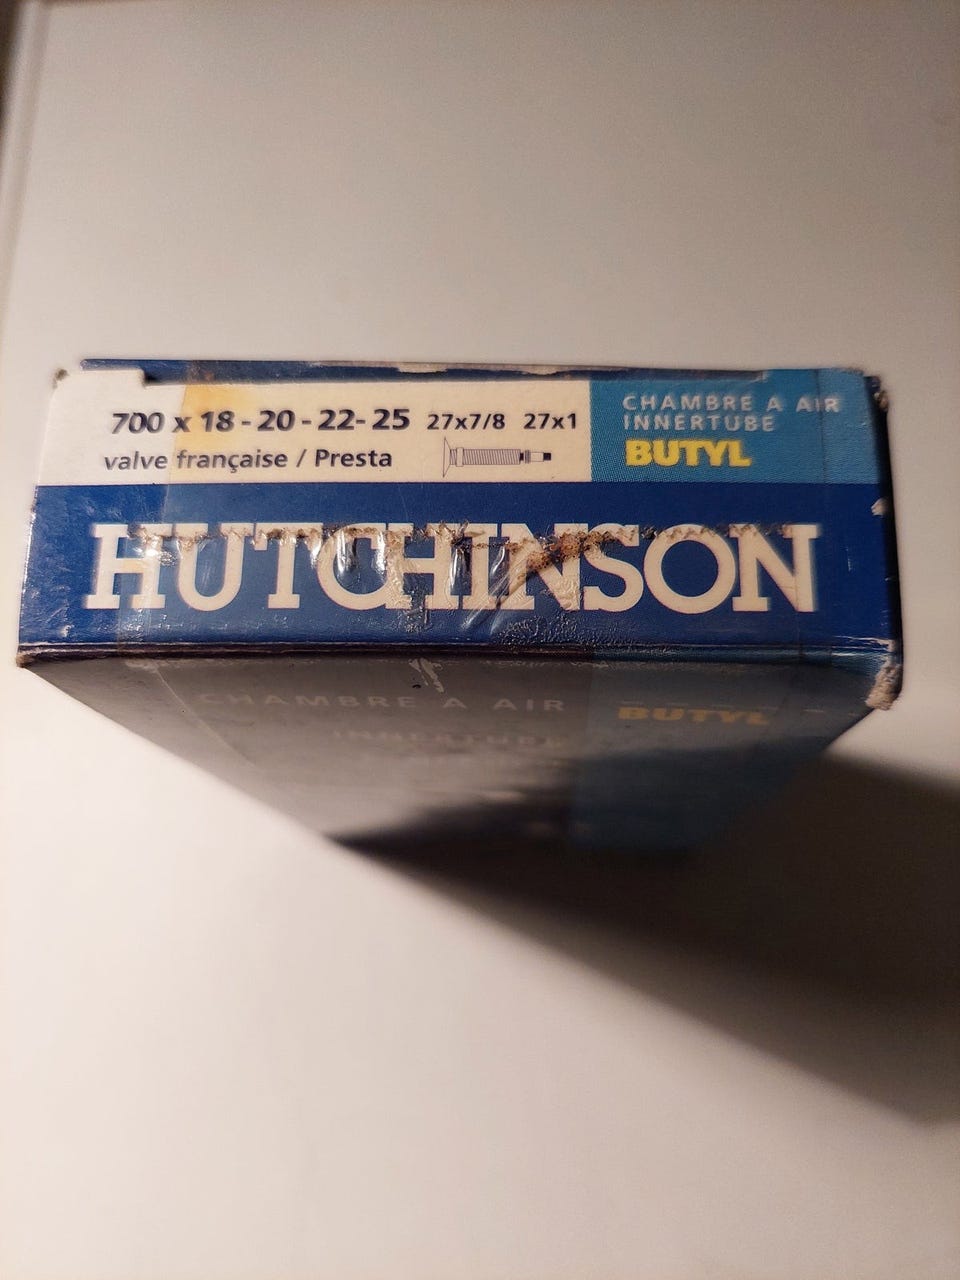 700 x 18 - 20 - 22- 25 27x7/8 27x1
valve française / Presta
CHAMBRE A AIR
INNERTUBE
BUTYL
HUTCHINSON
CHAMBRE A AIR
INNERTUBE
BUTYL